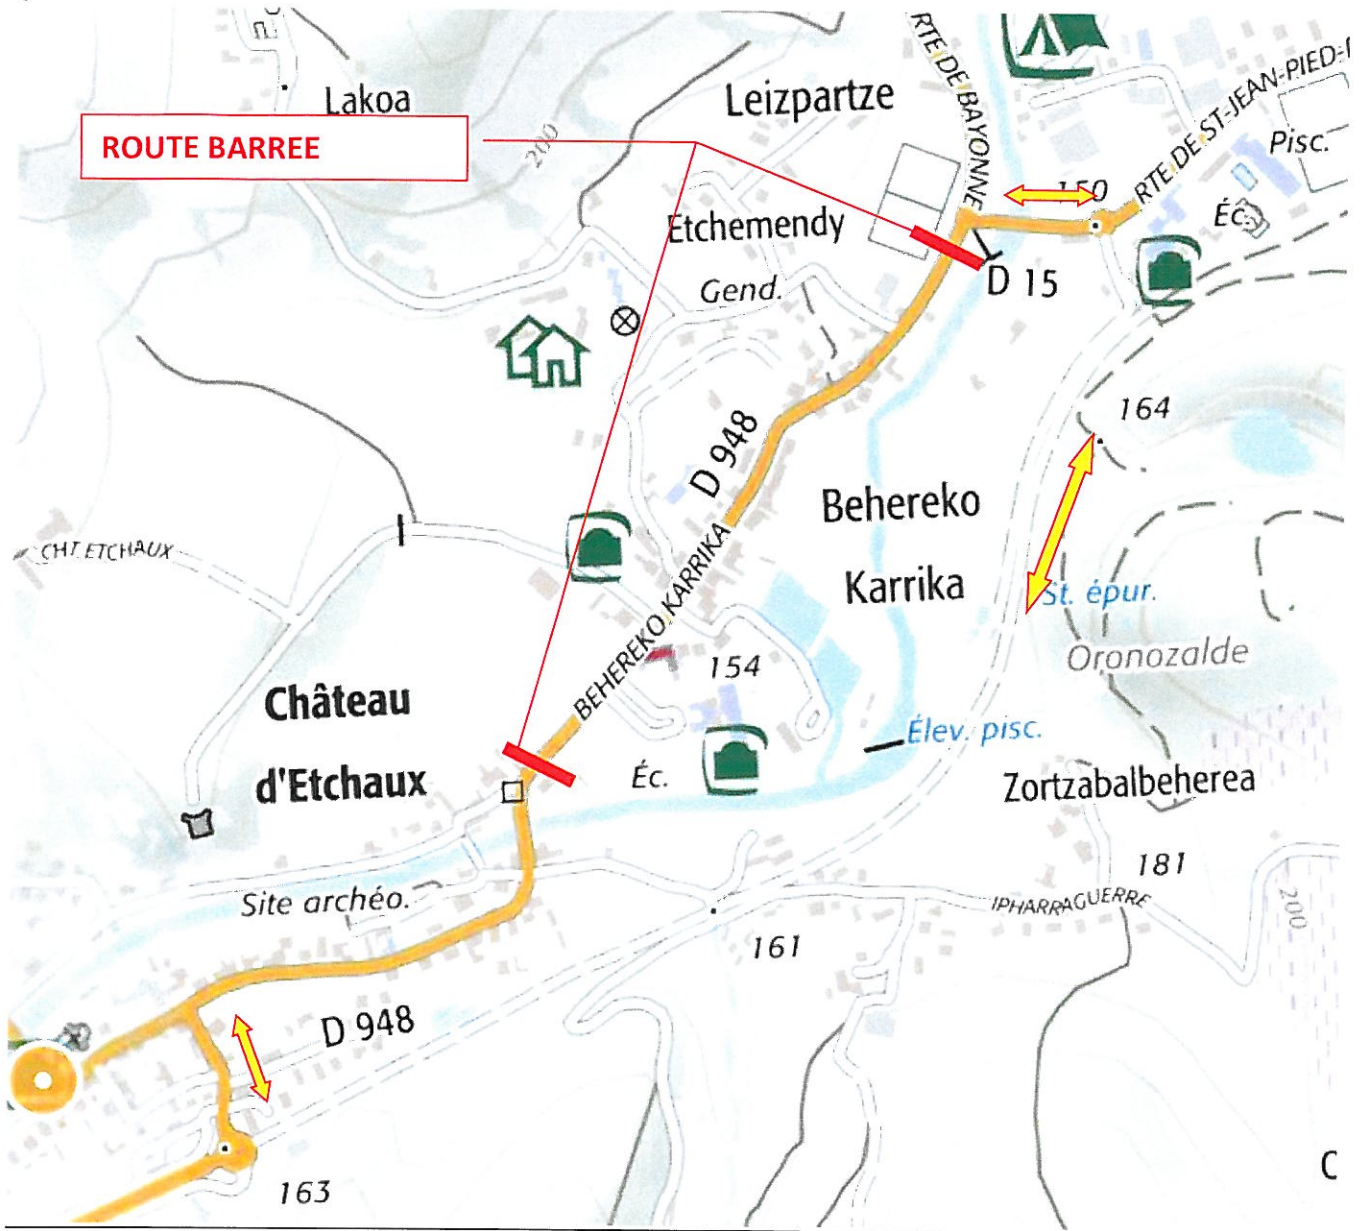 RTE DE BAYONNE
RTE DE ST-JEAN-PIED-
Lakoa
Leizpartze
ROUTE BARREE
200
Pisc.
150
Etchemendy
Éc.
Gend.
D 15
164
D 948
Behereko
Karrika
CHT. ETCHAUX
BEHEREKO KARRIKA
St. épur.
Oronozalde
154
Château
d'Etchaux
Élev. pisc.
Éc.
Zortzabalbeherea
181
Site archéo.
IPHARRAGUERRE
200
161
D 948
C
163